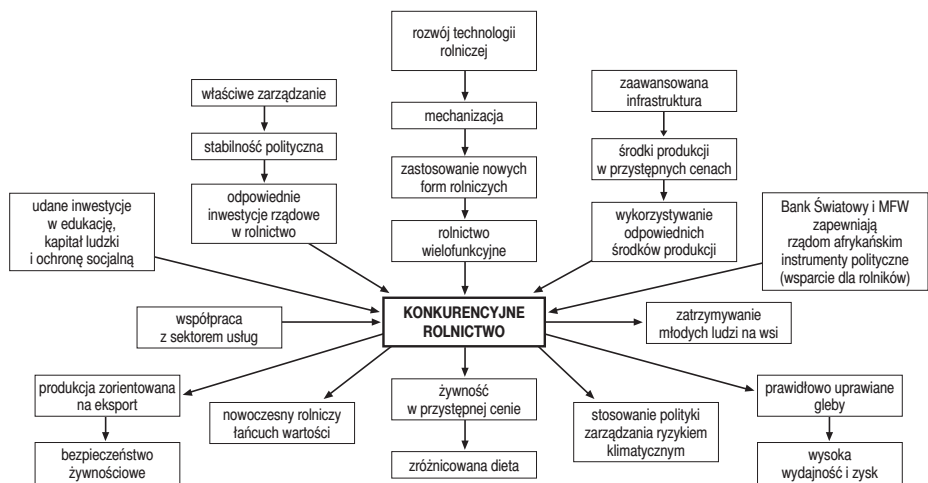 rozwój technologii
rolniczej
właściwe zarządzanie
mechanizacja
zaawansowana
infrastruktura
stabilność polityczna
zastosowanie nowych
form rolniczych
środki produkcji
w przystępnych cenach
udane inwestycje
w edukację,
kapitał ludzki
i ochronę socjalną
odpowiednie
inwestycje rządowe
w rolnictwo
rolnictwo
wielofunkcyjne
wykorzystywanie
odpowiednich
środków produkcji
Bank Światowy i MFW
zapewniają
rządom afrykańskim
instrumenty polityczne
(wsparcie dla rolników)
współpraca
z sektorem usług
KONKURENCYJNE
ROLNICTWO
zatrzymywanie
młodych ludzi na wsi
produkcja zorientowana
na eksport
nowoczesny rolniczy
łańcuch wartości
żywność
w przystępnej cenie
stosowanie polityki
zarządzania ryzykiem
klimatycznym
prawidłowo uprawiane
gleby
bezpieczeństwo
żywnościowe
zróżnicowana dieta
wysoka
wydajność i zysk